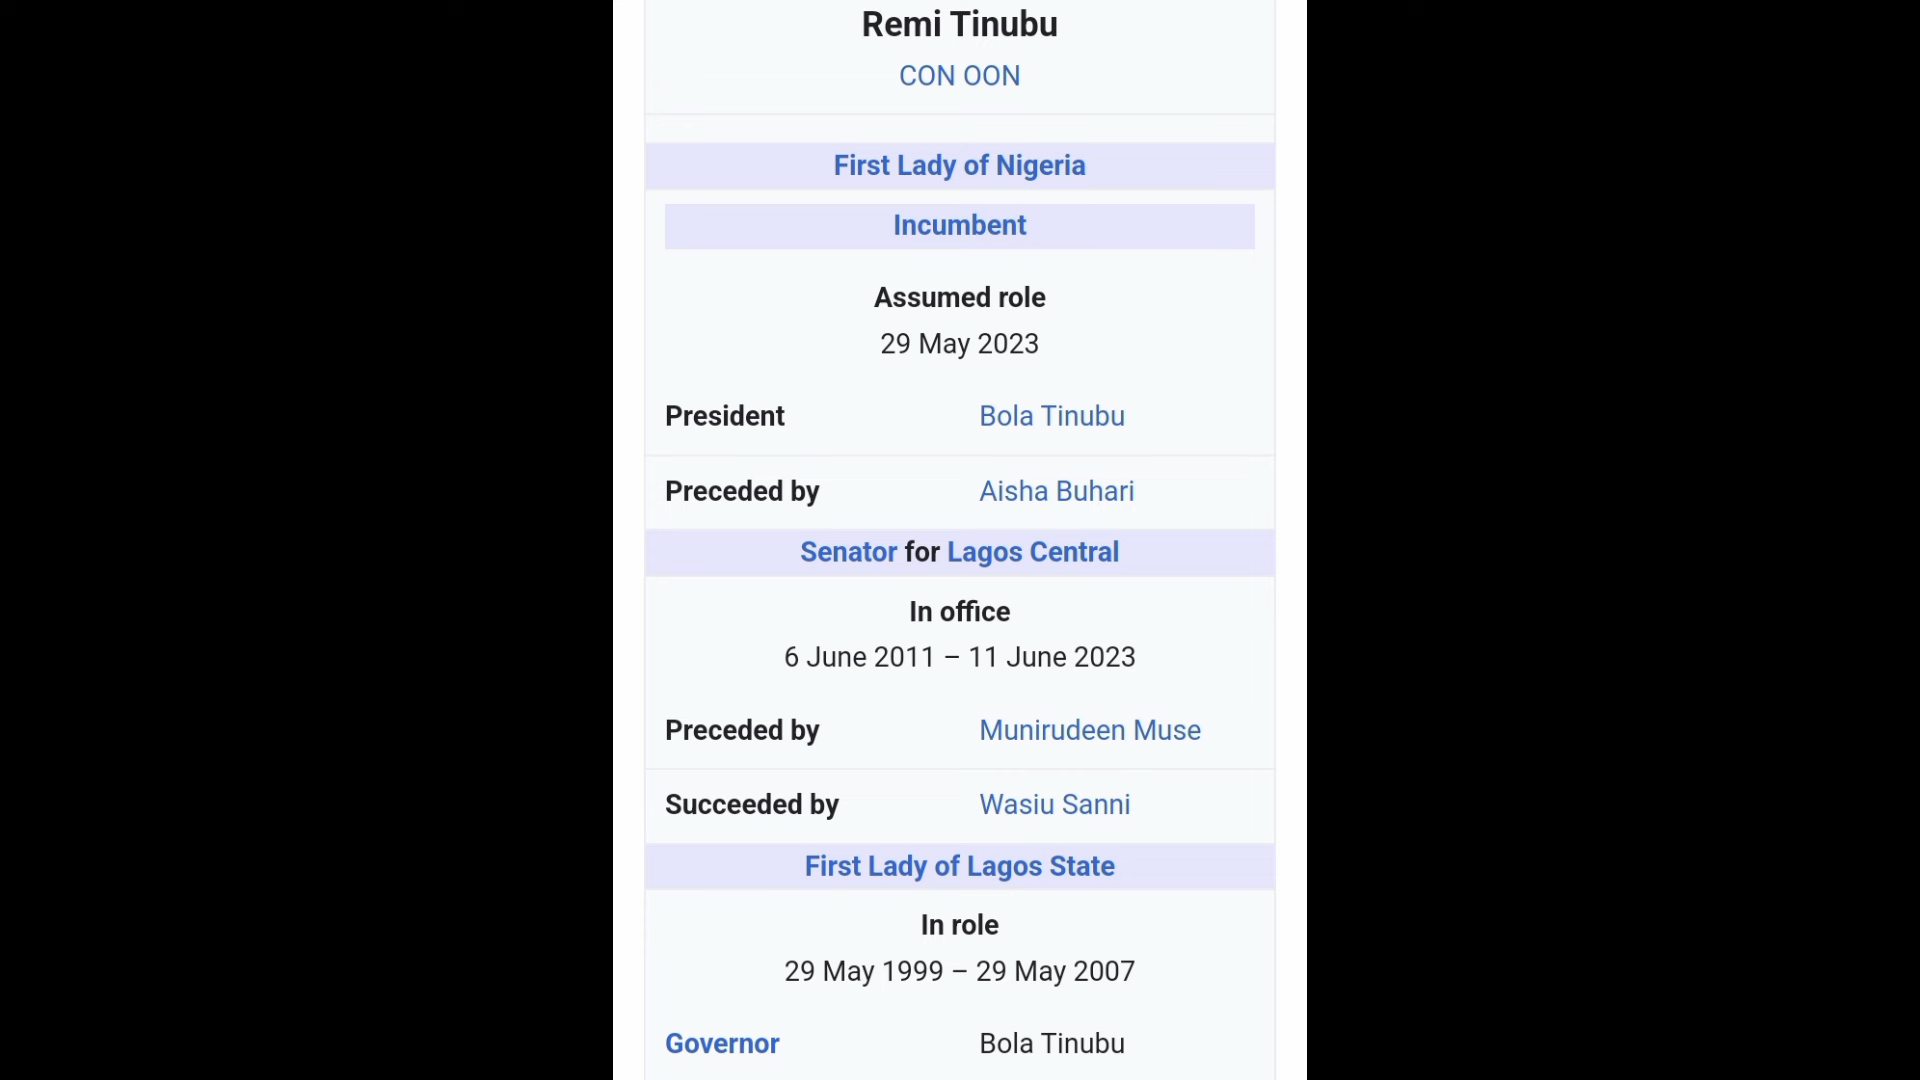 Remi Tinubu
CON OON
First Lady of Nigeria
Incumbent
Assumed role
29 May 2023
President Bola Tinubu
Preceded by Aisha Buhari
Senator for Lagos Central
In office
6 June 2011 – 11 June 2023
Preceded by Munirudeen Muse
Succeeded by Wasiu Sanni
First Lady of Lagos State
In role
29 May 1999 – 29 May 2007
Governor Bola Tinubu